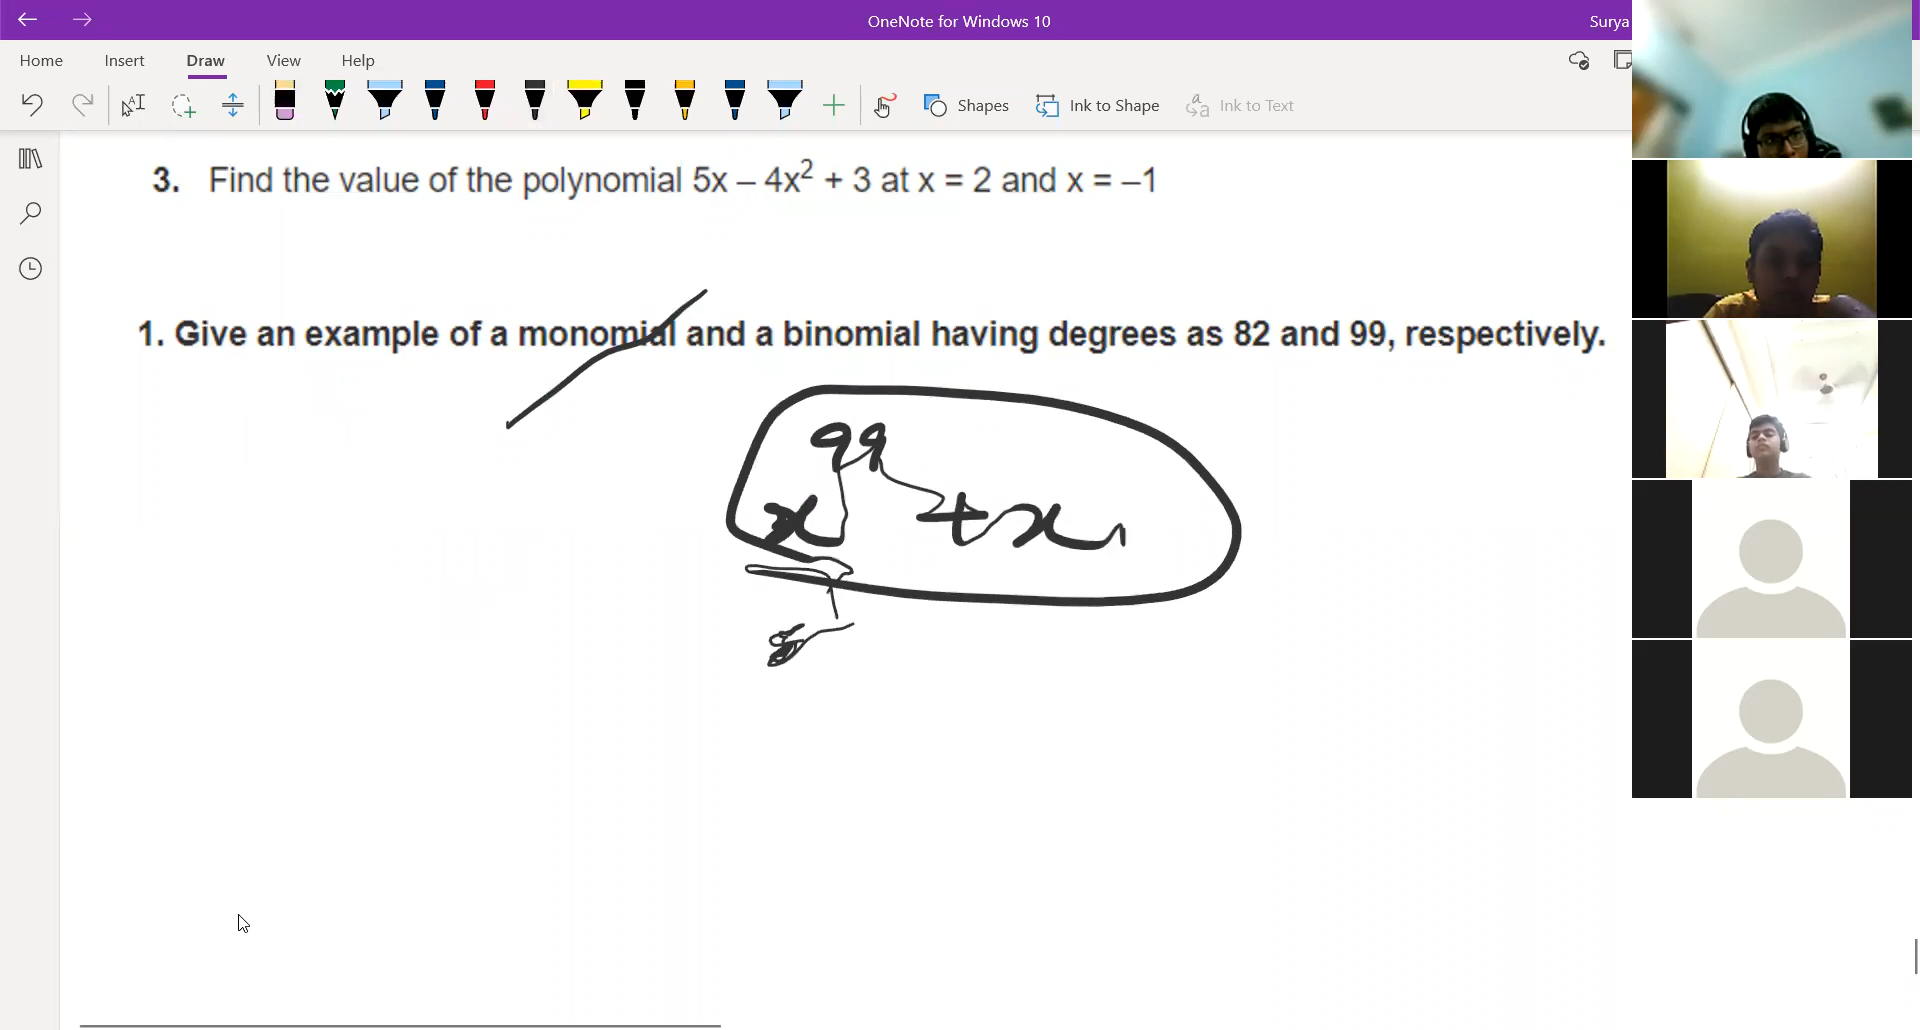 OneNote for Windows 10
Surya
Home Insert Draw View Help
Shapes Ink to Shape Ink to Text
3. Find the value of the polynomial 5x – 4x² + 3 at x = 2 and x = –1
1. Give an example of a monomial and a binomial having degrees as 82 and 99, respectively.
x⁹⁹ + x